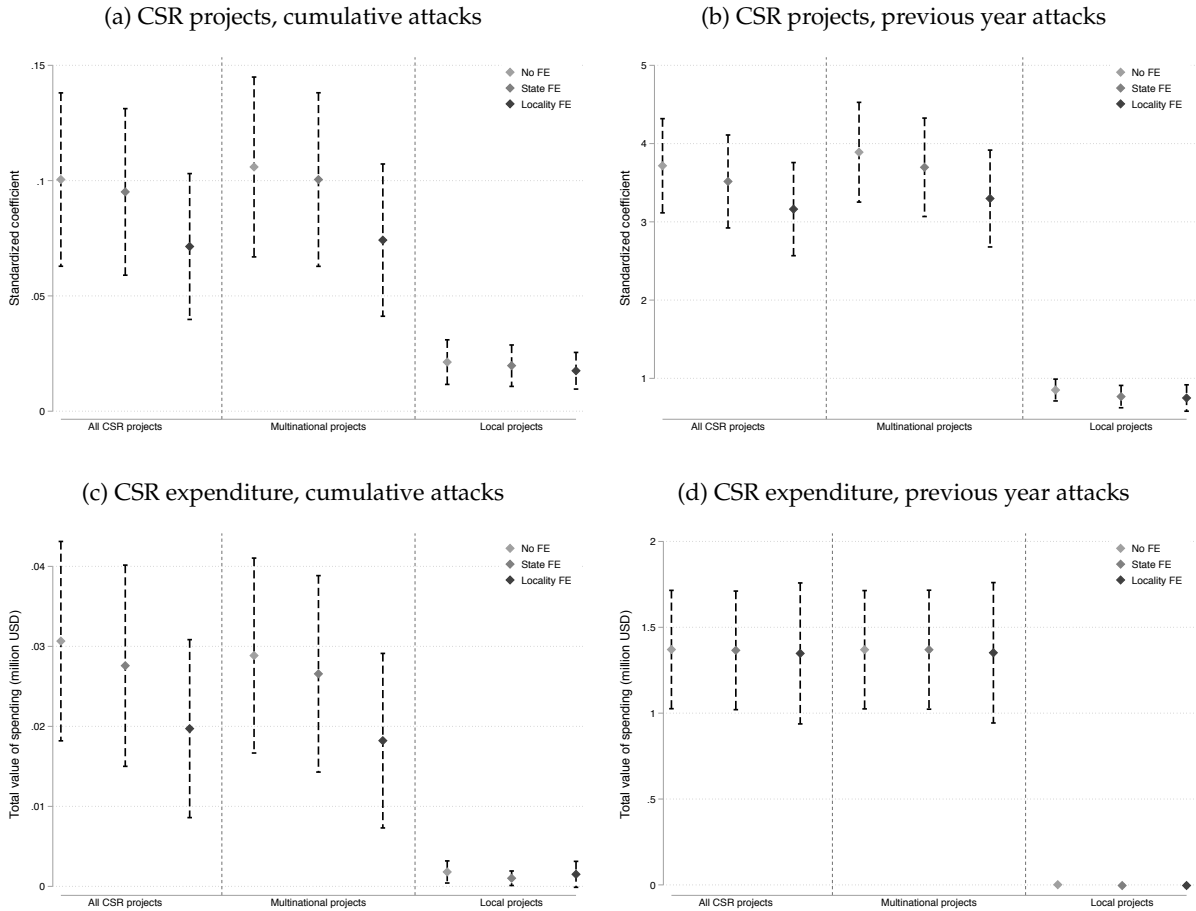 (a) CSR projects, cumulative attacks
.15
.1
.05
0
Standardized coefficient
No FE
State FE
Locality FE
All CSR projects
Multinational projects
Local projects
(b) CSR projects, previous year attacks
5
4
3
2
1
Standardized coefficient
No FE
State FE
Locality FE
All CSR projects
Multinational projects
Local projects
(c) CSR expenditure, cumulative attacks
.04
.03
.02
.01
0
Total value of spending (million USD)
No FE
State FE
Locality FE
All CSR projects
Multinational projects
Local projects
(d) CSR expenditure, previous year attacks
2
1.5
1
.5
0
Total value of spending (million USD)
No FE
State FE
Locality FE
All CSR projects
Multinational projects
Local projects